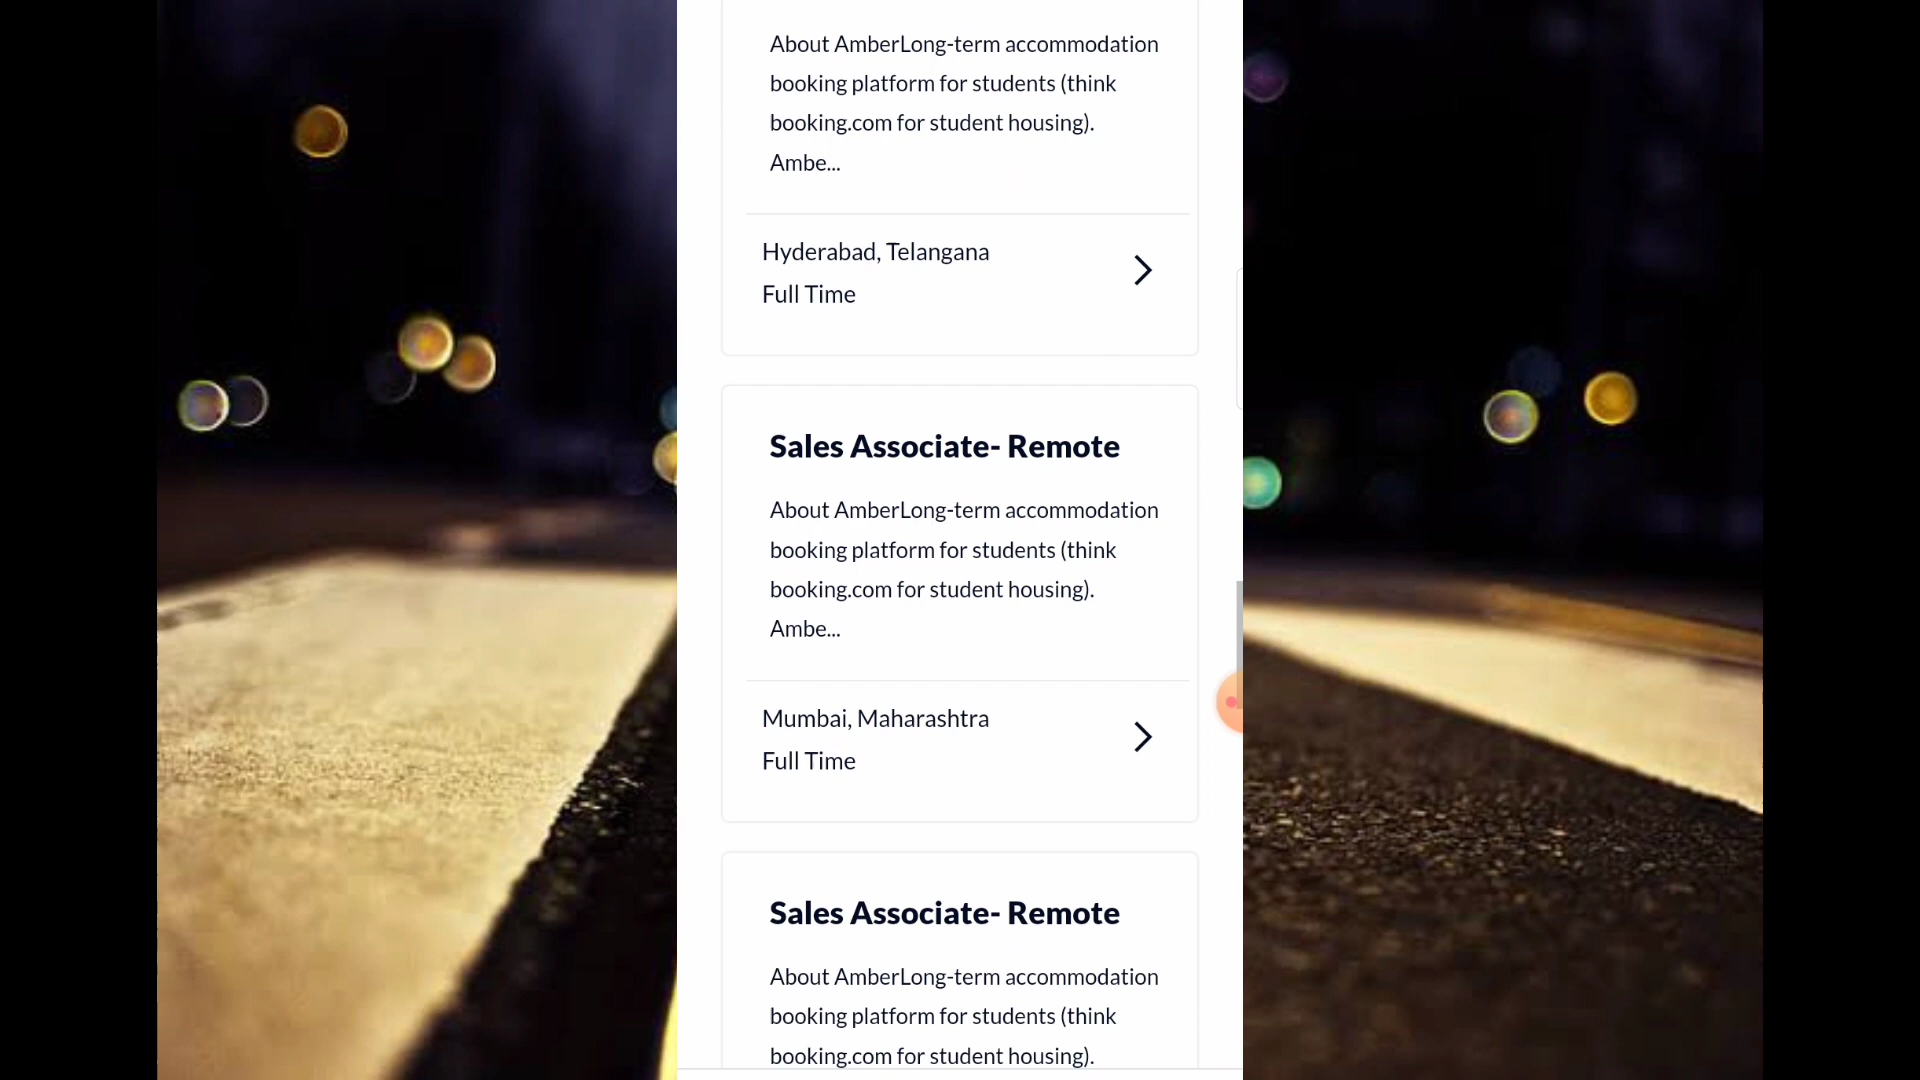 About AmberLong-term accommodation
booking platform for students (think
booking.com for student housing).
Ambe...
Hyderabad, Telangana
Full Time
Sales Associate- Remote
About AmberLong-term accommodation
booking platform for students (think
booking.com for student housing).
Ambe...
Mumbai, Maharashtra
Full Time
Sales Associate- Remote
About AmberLong-term accommodation
booking platform for students (think
booking.com for student housing).